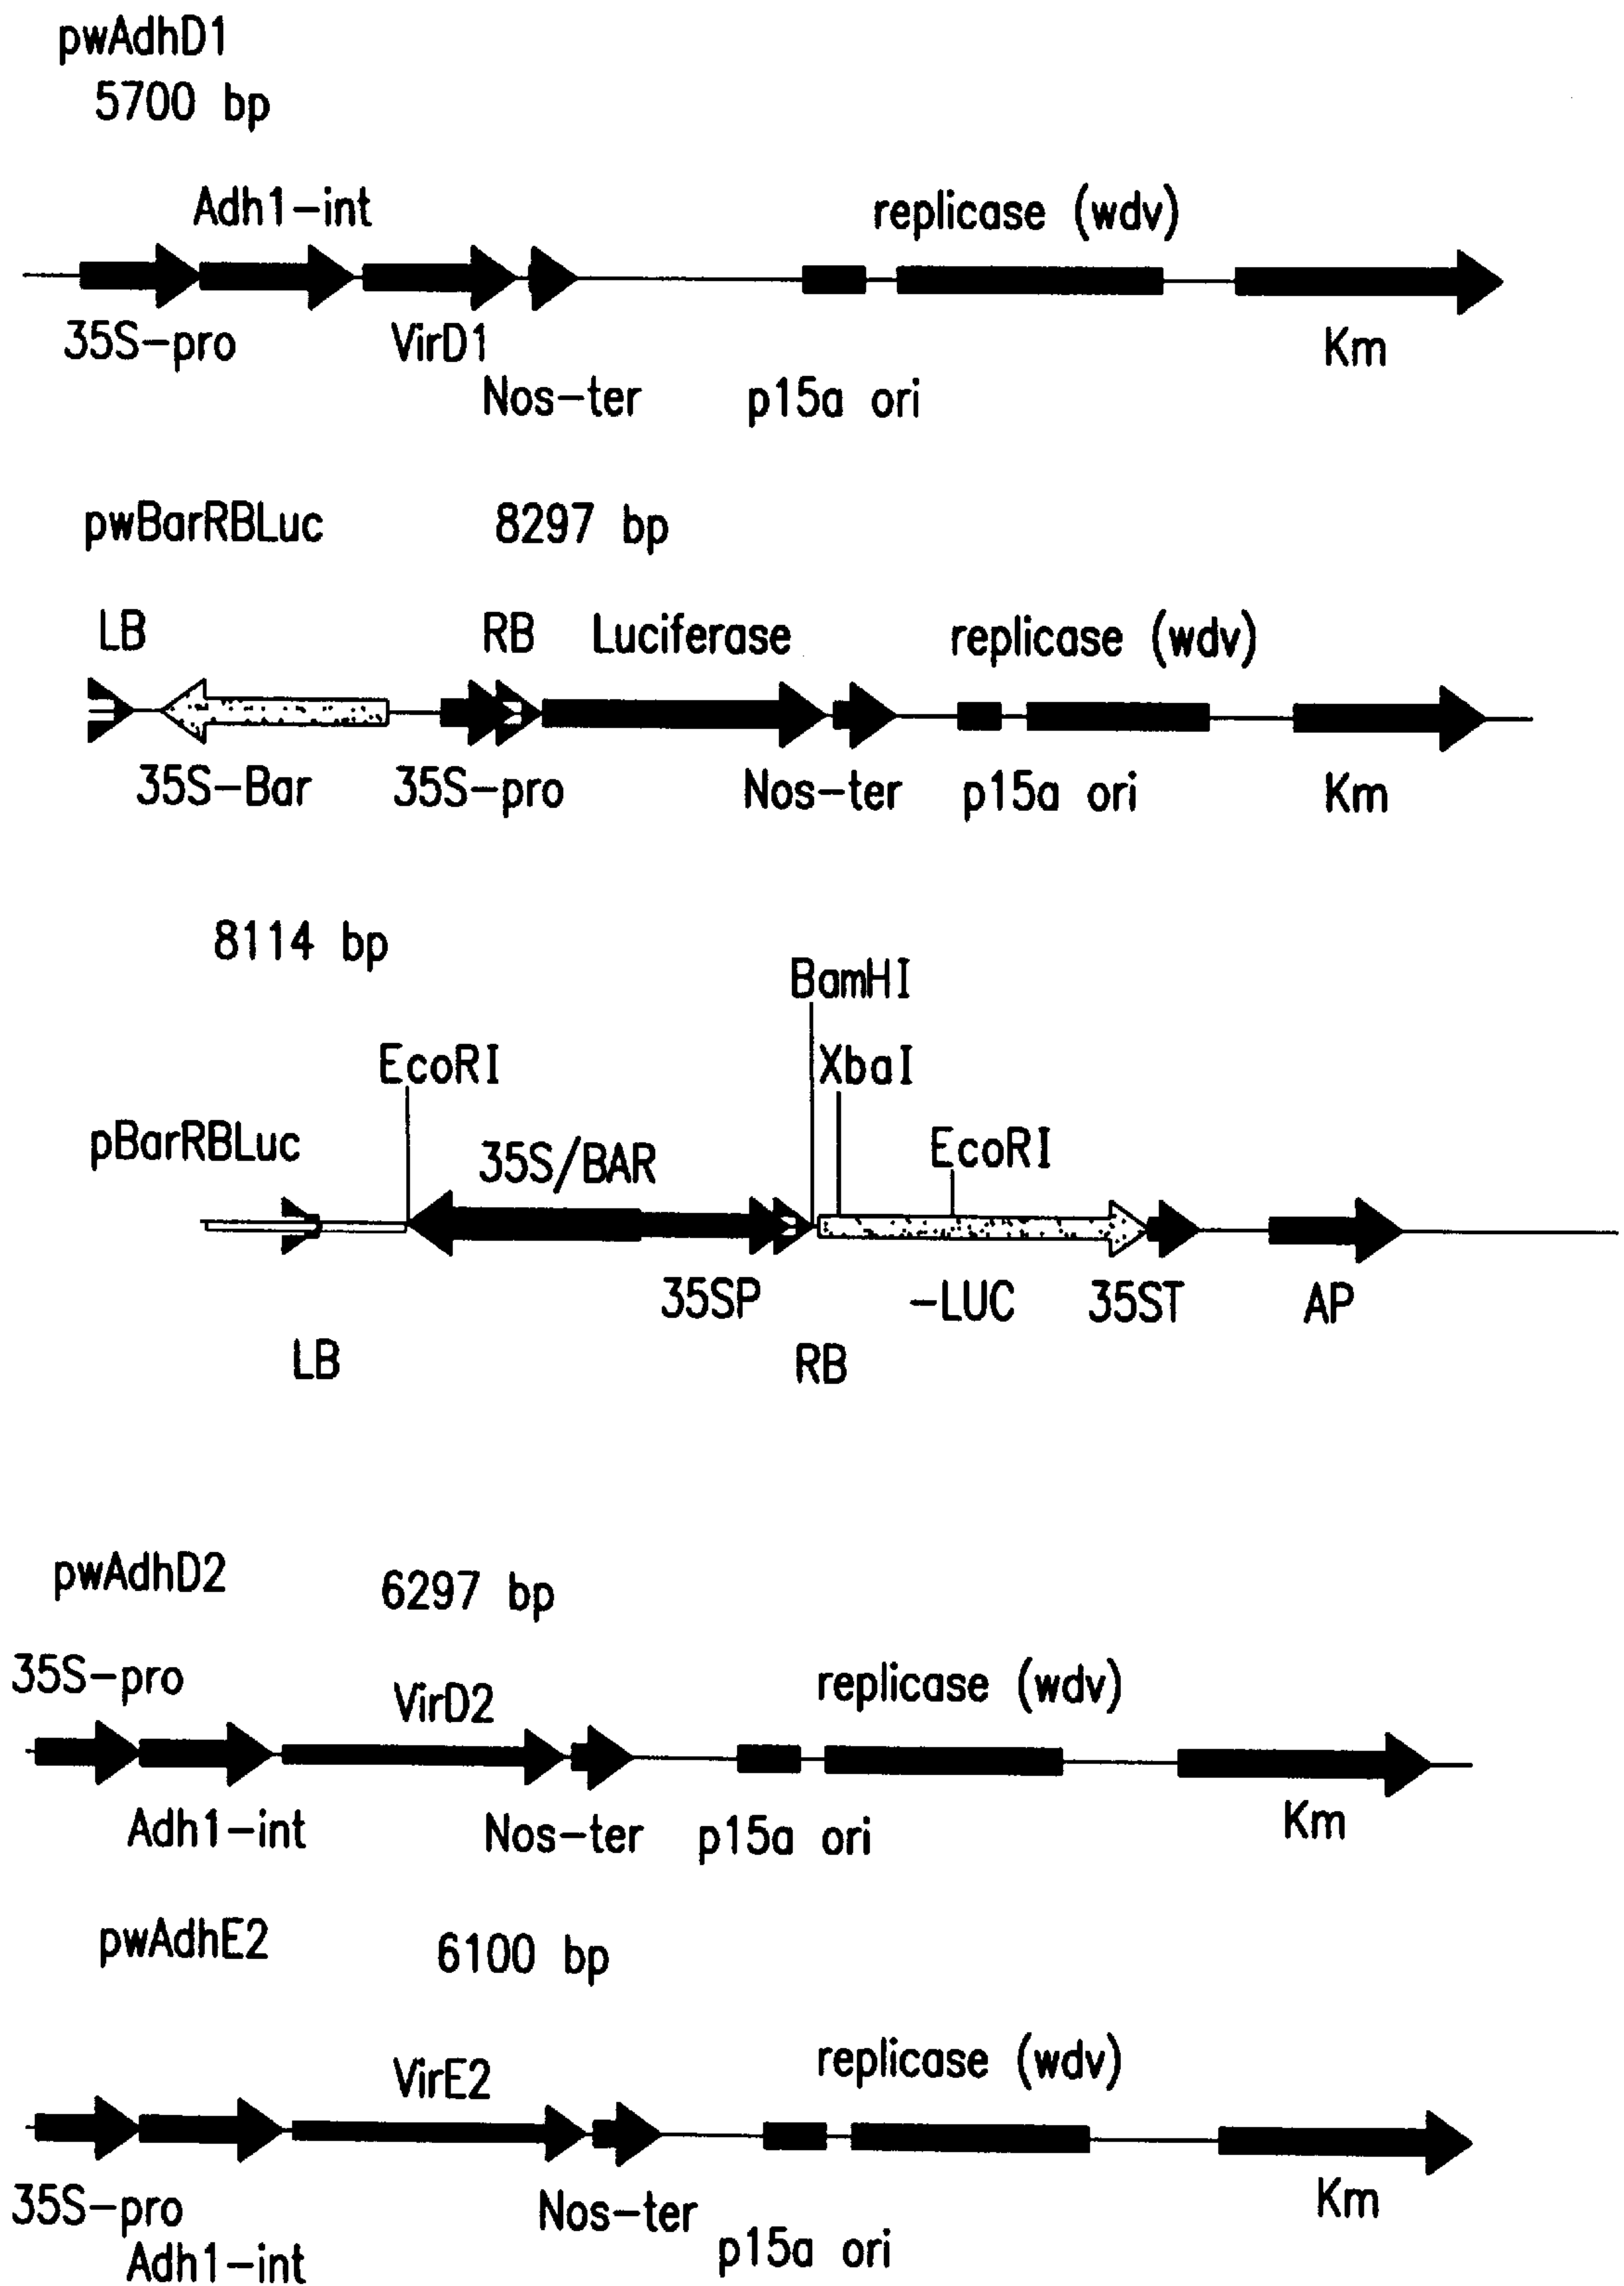 pwAdhD1
5700 bp
Adh1-int
replicase (wdv)
35S-pro
VirD1
Km
Nos-ter
p15a ori
pwBarRBLuc
8297 bp
LB
RB
Luciferase
replicase (wdv)
35S-Bar
35S-pro
Nos-ter
p15a ori
Km
8114 bp
BamHI
EcoRI
XbaI
pBarRBLuc
35S/BAR
EcoRI
35SP
-LUC
35ST
AP
LB
RB
pwAdhD2
6297 bp
35S-pro
VirD2
replicase (wdv)
Adh1-int
Nos-ter
p15a ori
Km
pwAdhE2
6100 bp
VirE2
replicase (wdv)
35S-pro
Nos-ter
Km
Adh1-int
p15a ori